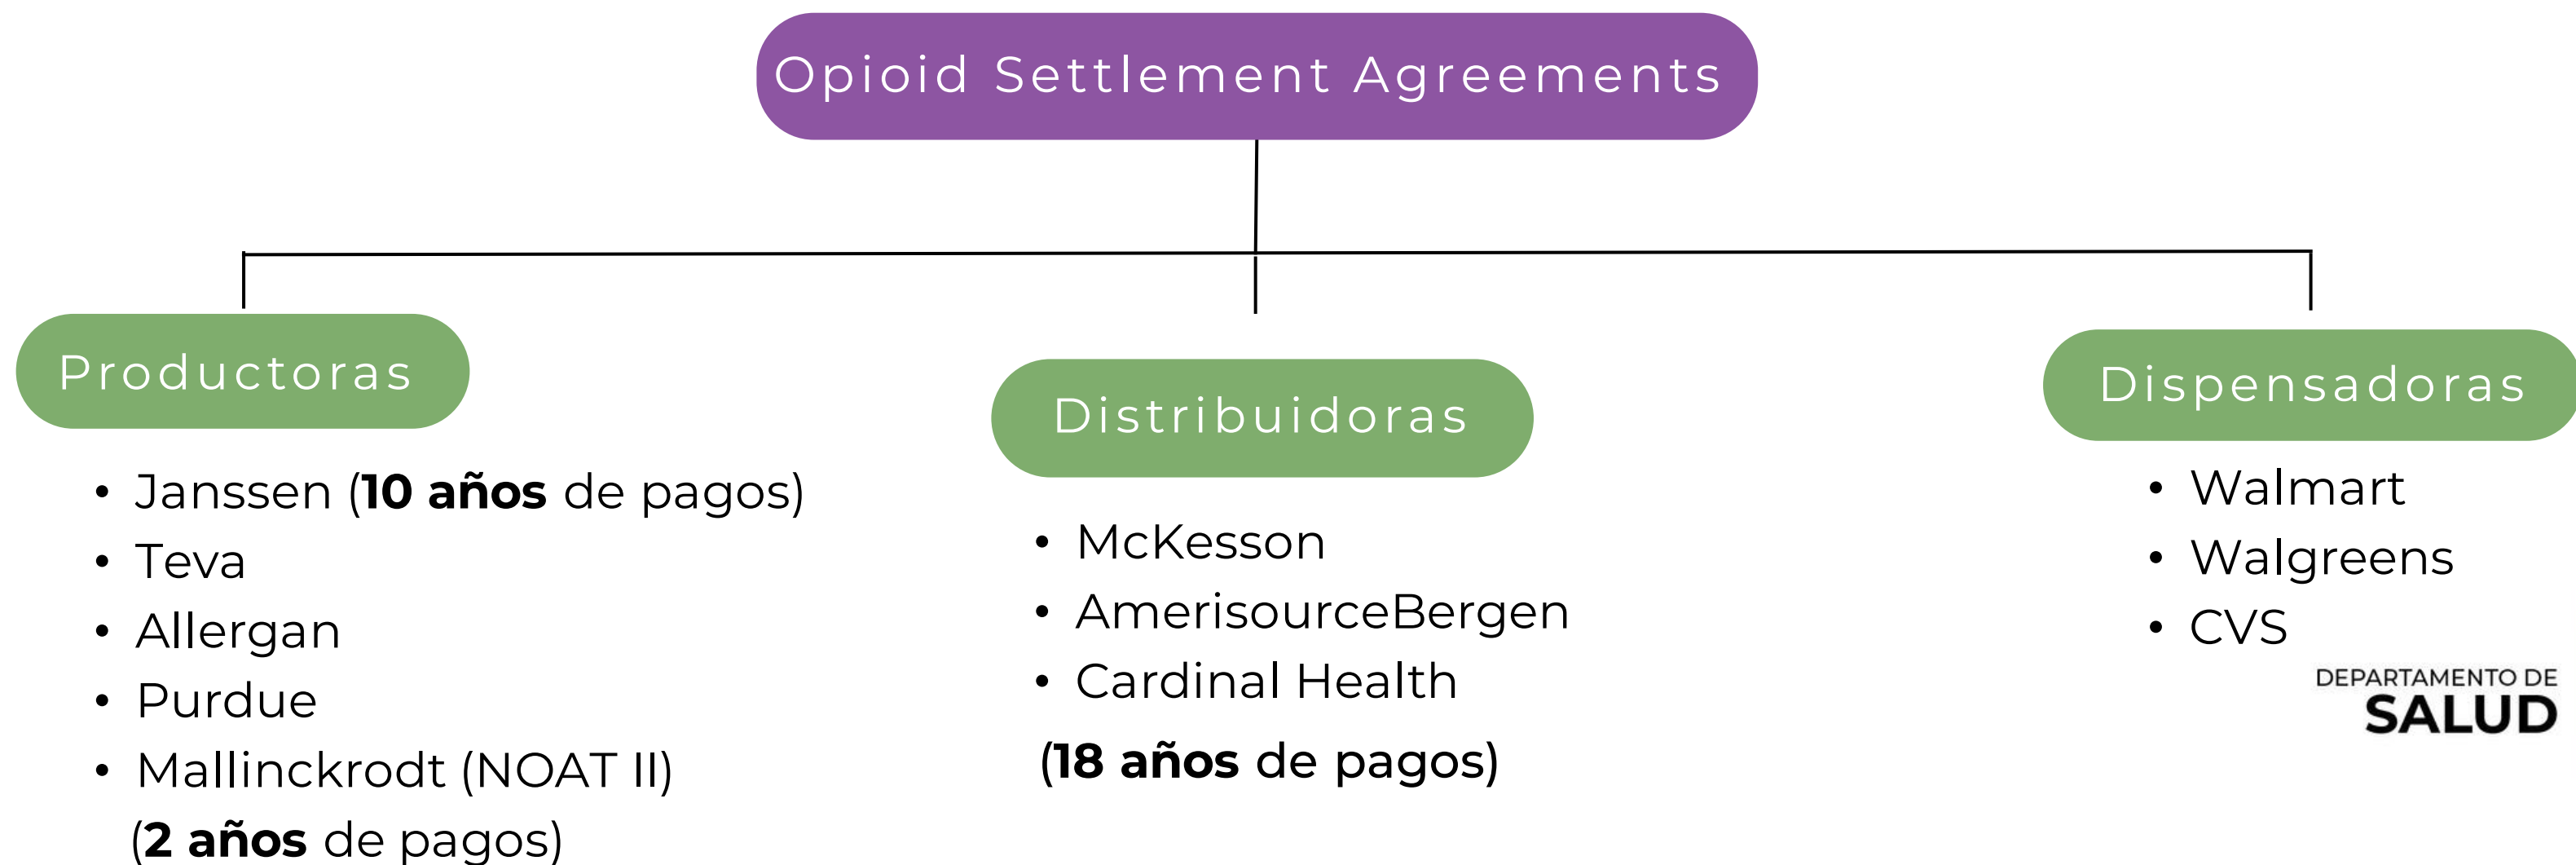 Opioid Settlement Agreements
Productoras
• Janssen (10 años de pagos)
• Teva
• Allergan
• Purdue
• Mallinckrodt (NOAT II)
(2 años de pagos)
Distribuidoras
• McKesson
• AmerisourceBergen
• Cardinal Health
(18 años de pagos)
Dispensadoras
• Walmart
• Walgreens
• CVS
DEPARTAMENTO DE
SALUD